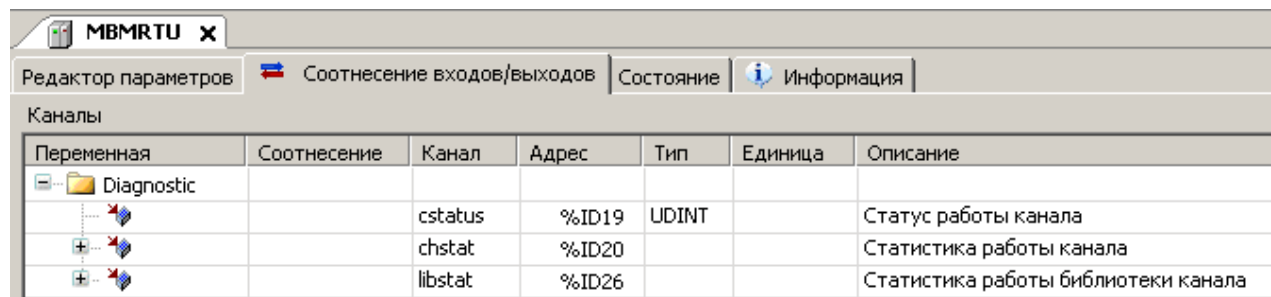 MBMRTU x
Редактор параметров Соотнесение входов/выходов Состояние Информация
Каналы
Переменная Соотнесение Канал Адрес Тип Единица Описание
Diagnostic
cstatus %ID19 UDINT Статус работы канала
chstat %ID20 Статистика работы канала
libstat %ID26 Статистика работы библиотеки канала